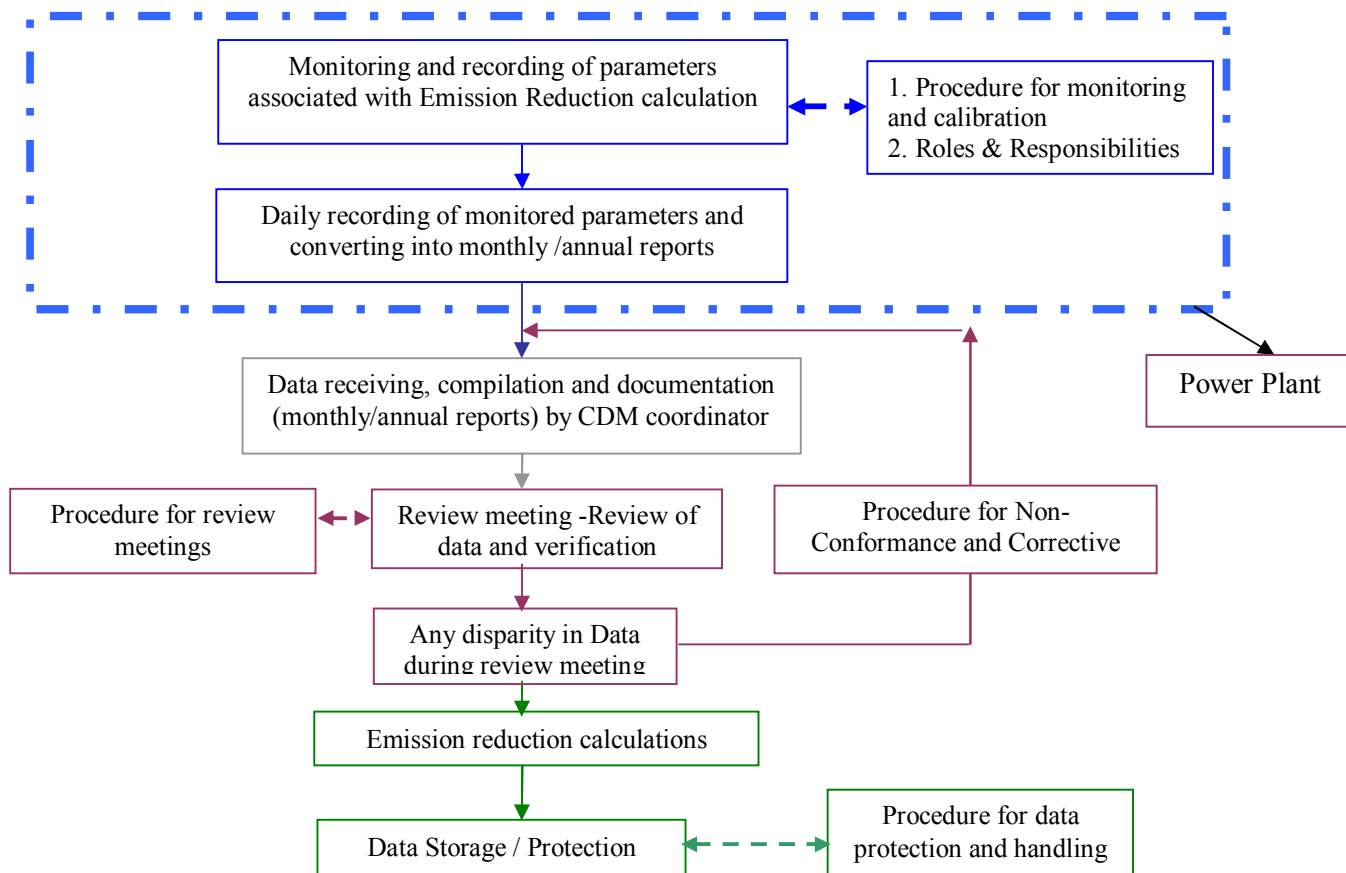 Monitoring and recording of parameters
associated with Emission Reduction calculation
1. Procedure for monitoring
and calibration
2. Roles & Responsibilities
Daily recording of monitored parameters and
converting into monthly /annual reports
Power Plant
Data receiving, compilation and documentation
(monthly/annual reports) by CDM coordinator
Procedure for review
meetings
Review meeting -Review of
data and verification
Procedure for Non-
Conformance and Corrective
Any disparity in Data
during review meeting
Emission reduction calculations
Data Storage / Protection
Procedure for data
protection and handling